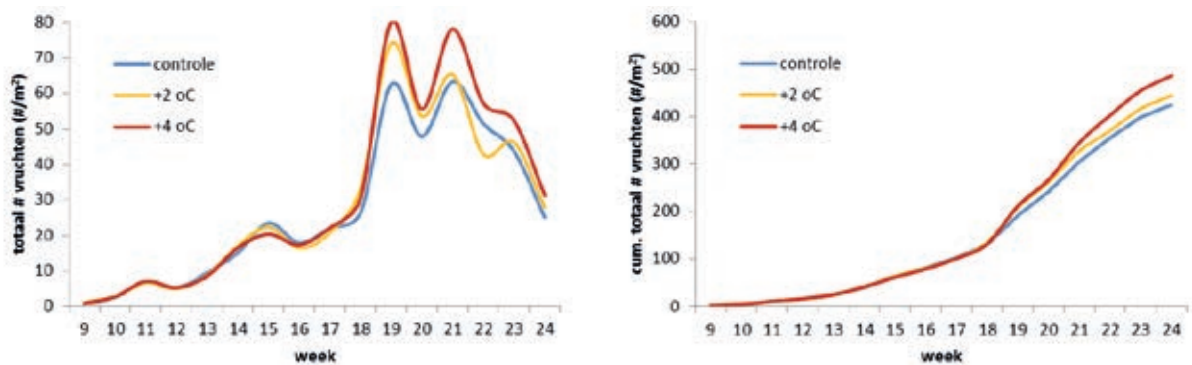 totaal # vruchten (#/m²)
80
70
60
50
40
30
20
10
0
controle
+2 oC
+4 oC
9 10 11 12 13 14 15 16 17 18 19 20 21 22 23 24
week
cum. totaal # vruchten (#/m²)
600
500
400
300
200
100
0
controle
+2 oC
+4 oC
9 10 11 12 13 14 15 16 17 18 19 20 21 22 23 24
week